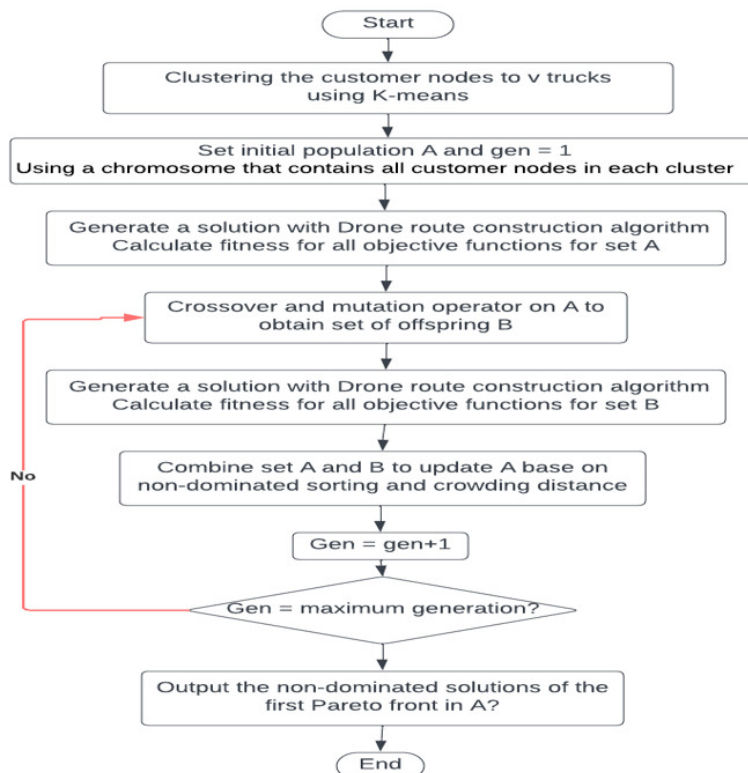 Start
Clustering the customer nodes to v trucks
using K-means
Set initial population A and gen = 1
Using a chromosome that contains all customer nodes in each cluster
Generate a solution with Drone route construction algorithm
Calculate fitness for all objective functions for set A
Crossover and mutation operator on A to
obtain set of offspring B
Generate a solution with Drone route construction algorithm
Calculate fitness for all objective functions for set B
Combine set A and B to update A base on
non-dominated sorting and crowding distance
No
Gen = gen+1
Gen = maximum generation?
Output the non-dominated solutions of the
first Pareto front in A?
End